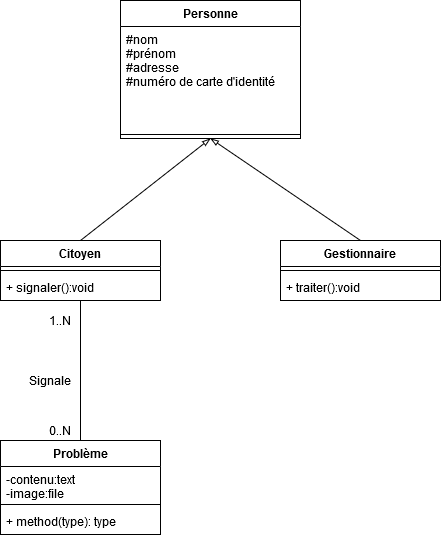 Personne
#nom
#prénom
#adresse
#numéro de carte d'identité
Citoyen
+ signaler():void
Gestionnaire
+ traiter():void
1..N
Signale
0..N
Problème
-contenu:text
-image:file
+ method(type): type